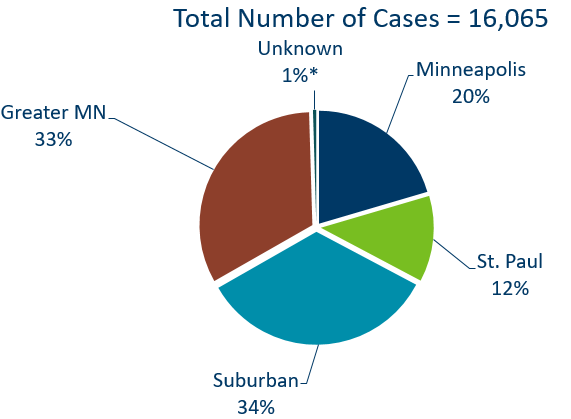 Total Number of Cases = 16,065
Unknown
1%*
Minneapolis
20%
Greater MN
33%
St. Paul
12%
Suburban
34%